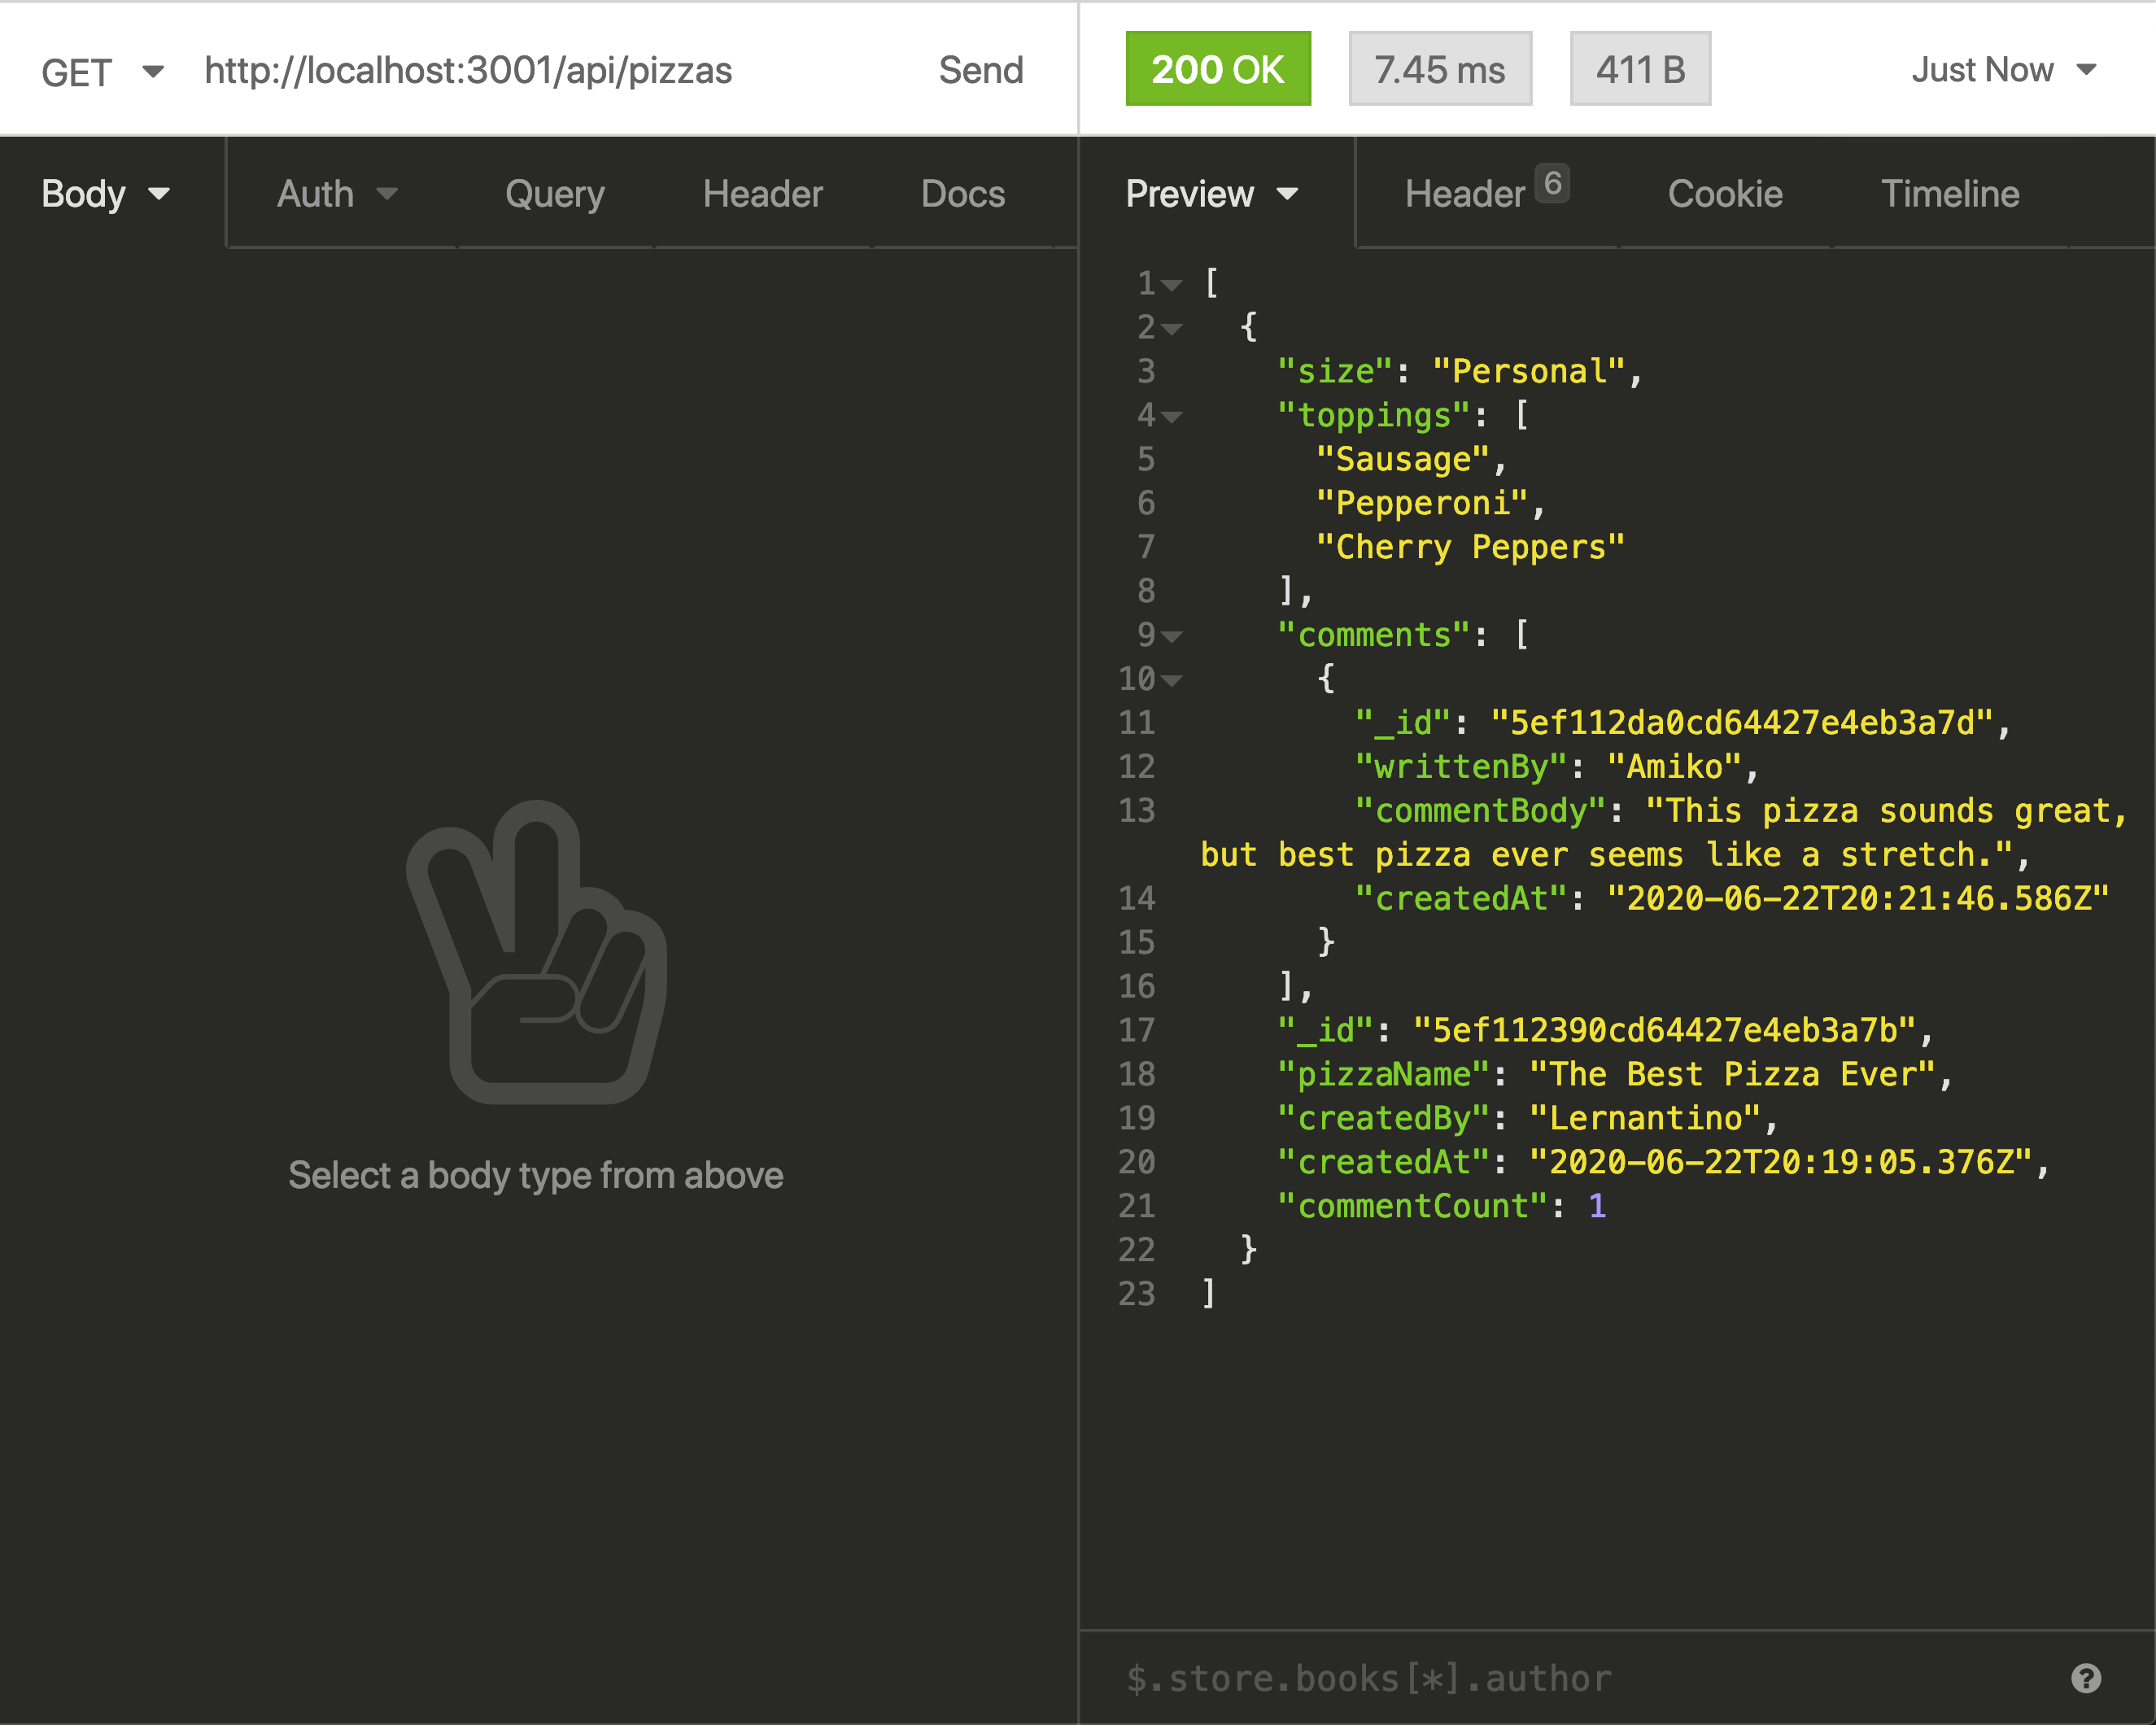 GET http://localhost:3001/api/pizzas Send
200 OK 7.45 ms 411 B Just Now
Body Auth Query Header Docs
Preview Header 6 Cookie Timeline
Select a body type from above
1 [
2 {
3 "size": "Personal",
4 "toppings": [
5 "Sausage",
6 "Pepperoni",
7 "Cherry Peppers"
8 ],
9 "comments": [
10 {
11 "_id": "5ef112da0cd64427e4eb3a7d",
12 "writtenBy": "Amiko",
13 "commentBody": "This pizza sounds great,
but best pizza ever seems like a stretch.",
14 "createdAt": "2020-06-22T20:21:46.586Z"
15 }
16 ],
17 "_id": "5ef112390cd64427e4eb3a7b",
18 "pizzaName": "The Best Pizza Ever",
19 "createdBy": "Lernantino",
20 "createdAt": "2020-06-22T20:19:05.376Z",
21 "commentCount": 1
22 }
23 ]
$.store.books[*].author ?